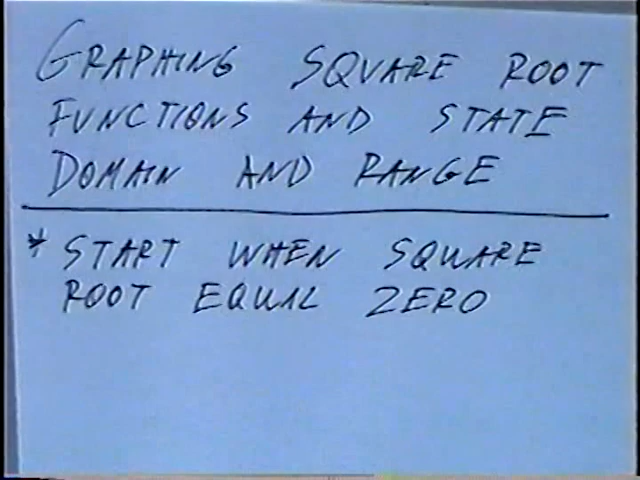 GRAPHING SQUARE ROOT
FUNCTIONS AND STATE
DOMAIN AND RANGE
* START WHEN SQUARE
ROOT EQUAL ZERO